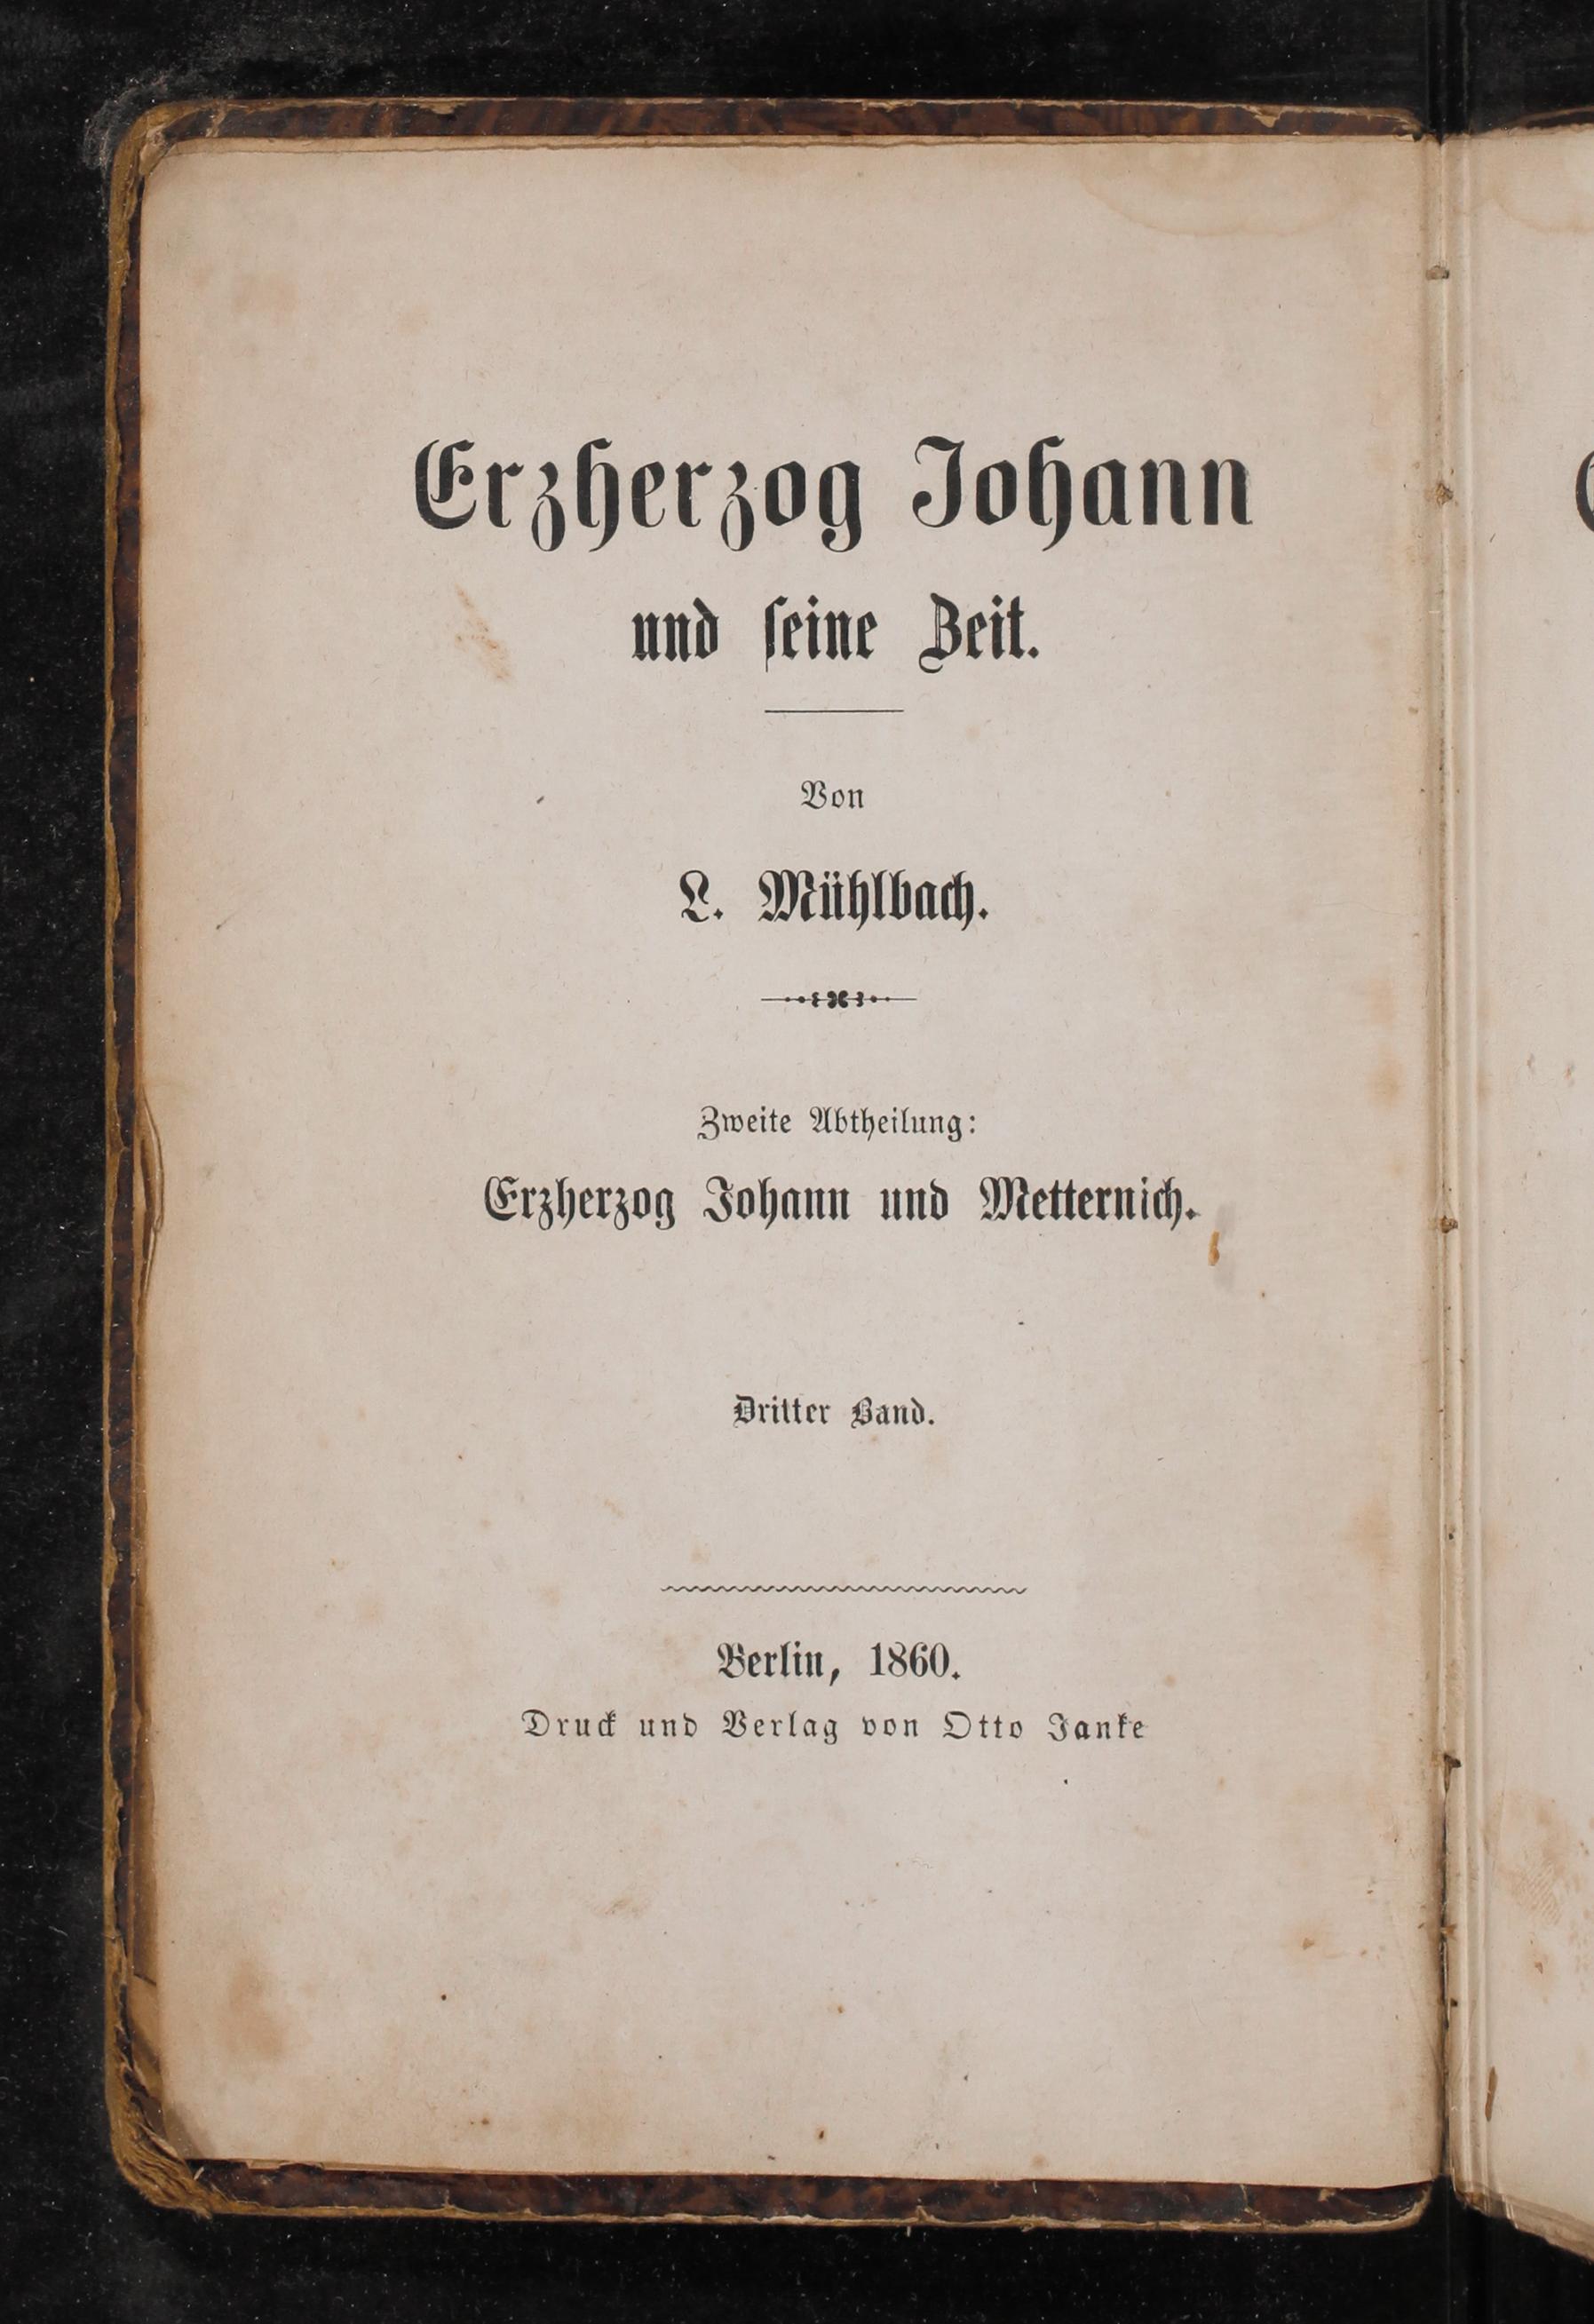 Erzherzog Johann
und ſeine Zeit.
Von
L. Mühlbach.
Zweite Abtheilung:
Erzherzog Johann und Metternich.
Dritter Band.
Berlin, 1860.
Druck und Verlag von Otto Janke